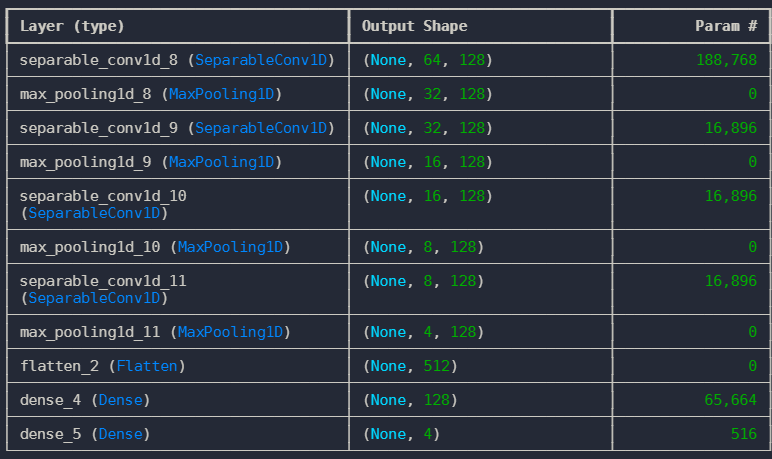 Layer (type) Output Shape Param #
separable_conv1d_8 (SeparableConv1D) (None, 64, 128) 188,768
max_pooling1d_8 (MaxPooling1D) (None, 32, 128) 0
separable_conv1d_9 (SeparableConv1D) (None, 32, 128) 16,896
max_pooling1d_9 (MaxPooling1D) (None, 16, 128) 0
separable_conv1d_10 (None, 16, 128) 16,896
(SeparableConv1D)
max_pooling1d_10 (MaxPooling1D) (None, 8, 128) 0
separable_conv1d_11 (None, 8, 128) 16,896
(SeparableConv1D)
max_pooling1d_11 (MaxPooling1D) (None, 4, 128) 0
flatten_2 (Flatten) (None, 512) 0
dense_4 (Dense) (None, 128) 65,664
dense_5 (Dense) (None, 4) 516